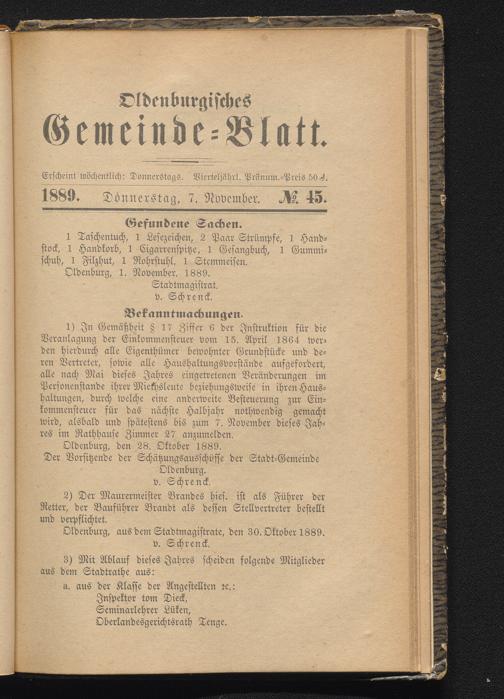 Oldenburgisches
Gemeinde-Blatt.
Erscheint wöchentlich: Donnerstags. Vierteljährl. Pränum.-Preis 50 ₰.
1889. Donnerstag, 7. November. №. 45.
Gefundene Sachen.
1 Taschentuch, 1 Lesezeichen, 2 Paar Strümpfe, 1 Hand-
stock, 1 Handkorb, 1 Cigarrenspitze, 1 Gesangbuch, 1 Gummi-
schuh, 1 Filzhut, 1 Rohrstuhl, 1 Stemmeisen.
Oldenburg, 1. November. 1889.
Stadtmagistrat.
v. Schrenck.
Bekanntmachungen.
1) In Gemäßheit § 17 Ziffer 6 der Instruktion für die
Veranlagung der Einkommensteuer vom 15. April 1864 wer-
den hierdurch alle Eigenthümer bewohnter Grundstücke und de-
ren Vertreter, sowie alle Haushaltungsvorstände aufgefordert,
alle nach Mai dieses Jahres eingetretenen Veränderungen im
Personenstande ihrer Miethsleute beziehungsweise in ihren Haus-
haltungen, durch welche eine anderweite Besteuerung zur Ein-
kommensteuer für das nächste Halbjahr nothwendig gemacht
wird, alsbald und spätestens bis zum 7. November dieses Jah-
res im Rathhause Zimmer 27 anzumelden.
Oldenburg, den 28. Oktober 1889.
Der Vorsitzende der Schätzungsausschüsse der Stadt-Gemeinde
Oldenburg.
v. Schrenck.
2) Der Maurermeister Brandes hies. ist als Führer der
Retter, der Bauführer Brandt als dessen Stellvertreter bestellt
und verpflichtet.
Oldenburg, aus dem Stadtmagistrate, den 30. Oktober 1889.
v. Schrenck.
3) Mit Ablauf dieses Jahres scheiden folgende Mitglieder
aus dem Stadtrathe aus:
a. aus der Klasse der Angestellten ꝛc.:
Inspektor tom Dieck,
Seminarlehrer Lüken,
Oberlandesgerichtsrath Tenge.